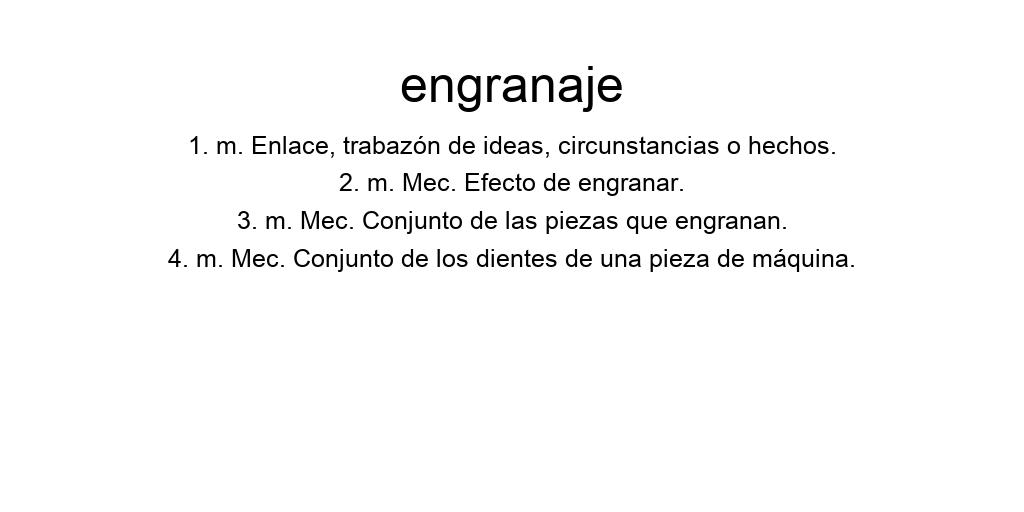 engranaje
1. m. Enlace, trabazón de ideas, circunstancias o hechos.
2. m. Mec. Efecto de engranar.
3. m. Mec. Conjunto de las piezas que engranan.
4. m. Mec. Conjunto de los dientes de una pieza de máquina.